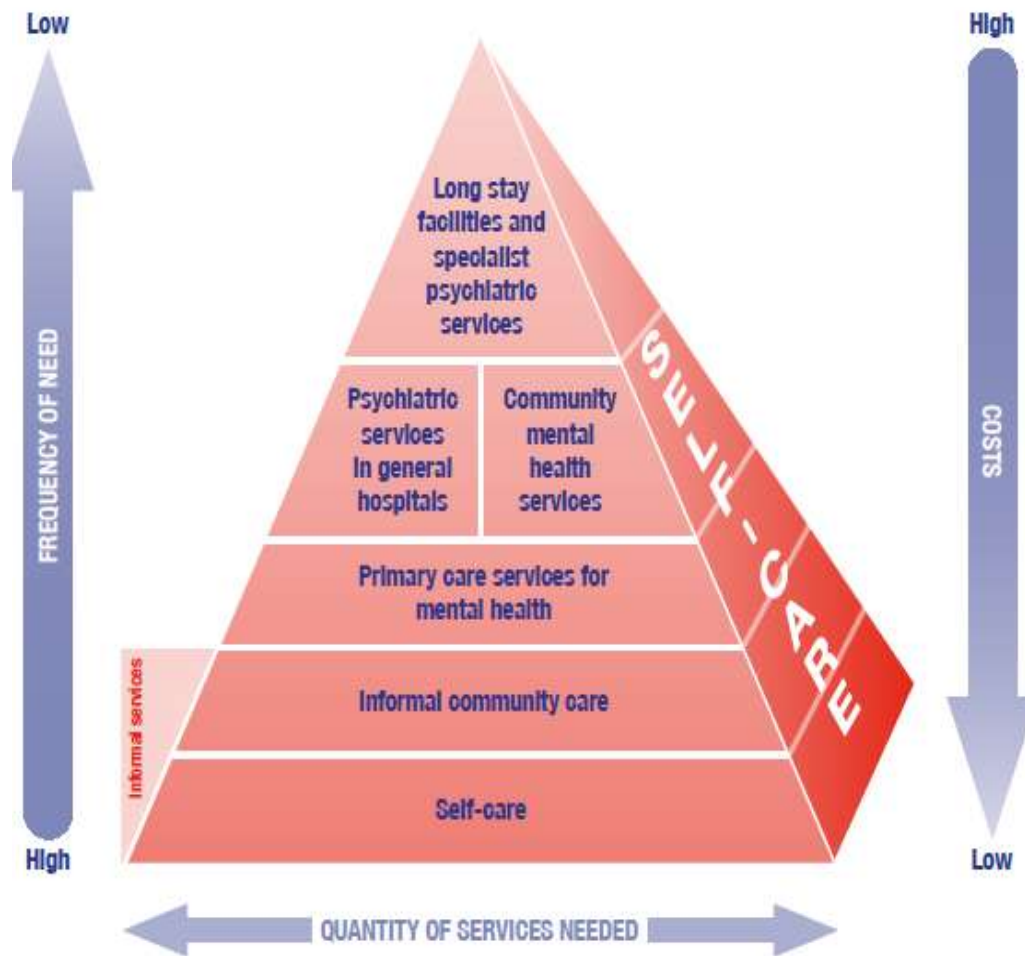 Low
High
Long stay
facilities and
specialist
psychiatric
services
FREQUENCY OF NEED
COSTS
SELF-CARE
Psychiatric
services
in general
hospitals
Community
mental
health
services
Primary care services for
mental health
Informal services
Informal community care
Self-care
High
Low
QUANTITY OF SERVICES NEEDED